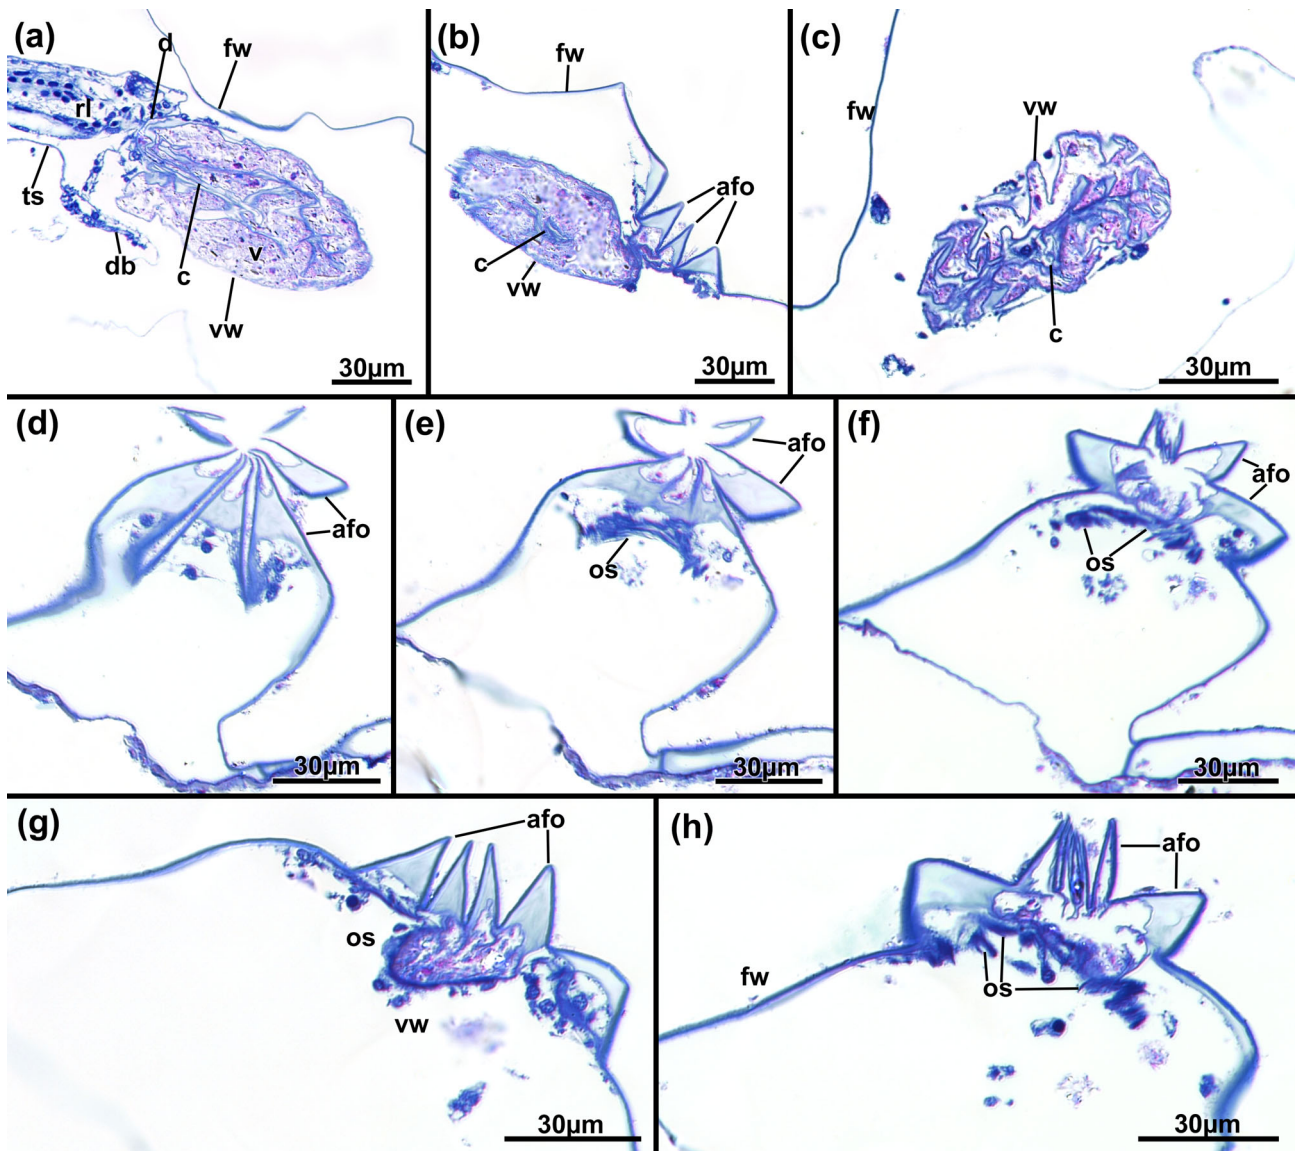 (a)
d
fw
rl
ts
db
c
v
vw
30µm
(b)
fw
afo
c
vw
30µm
(c)
fw
vw
c
30µm
(d)
afo
30µm
(e)
afo
os
30µm
(f)
afo
os
30µm
(g)
afo
os
vw
30µm
(h)
afo
fw
os
30µm